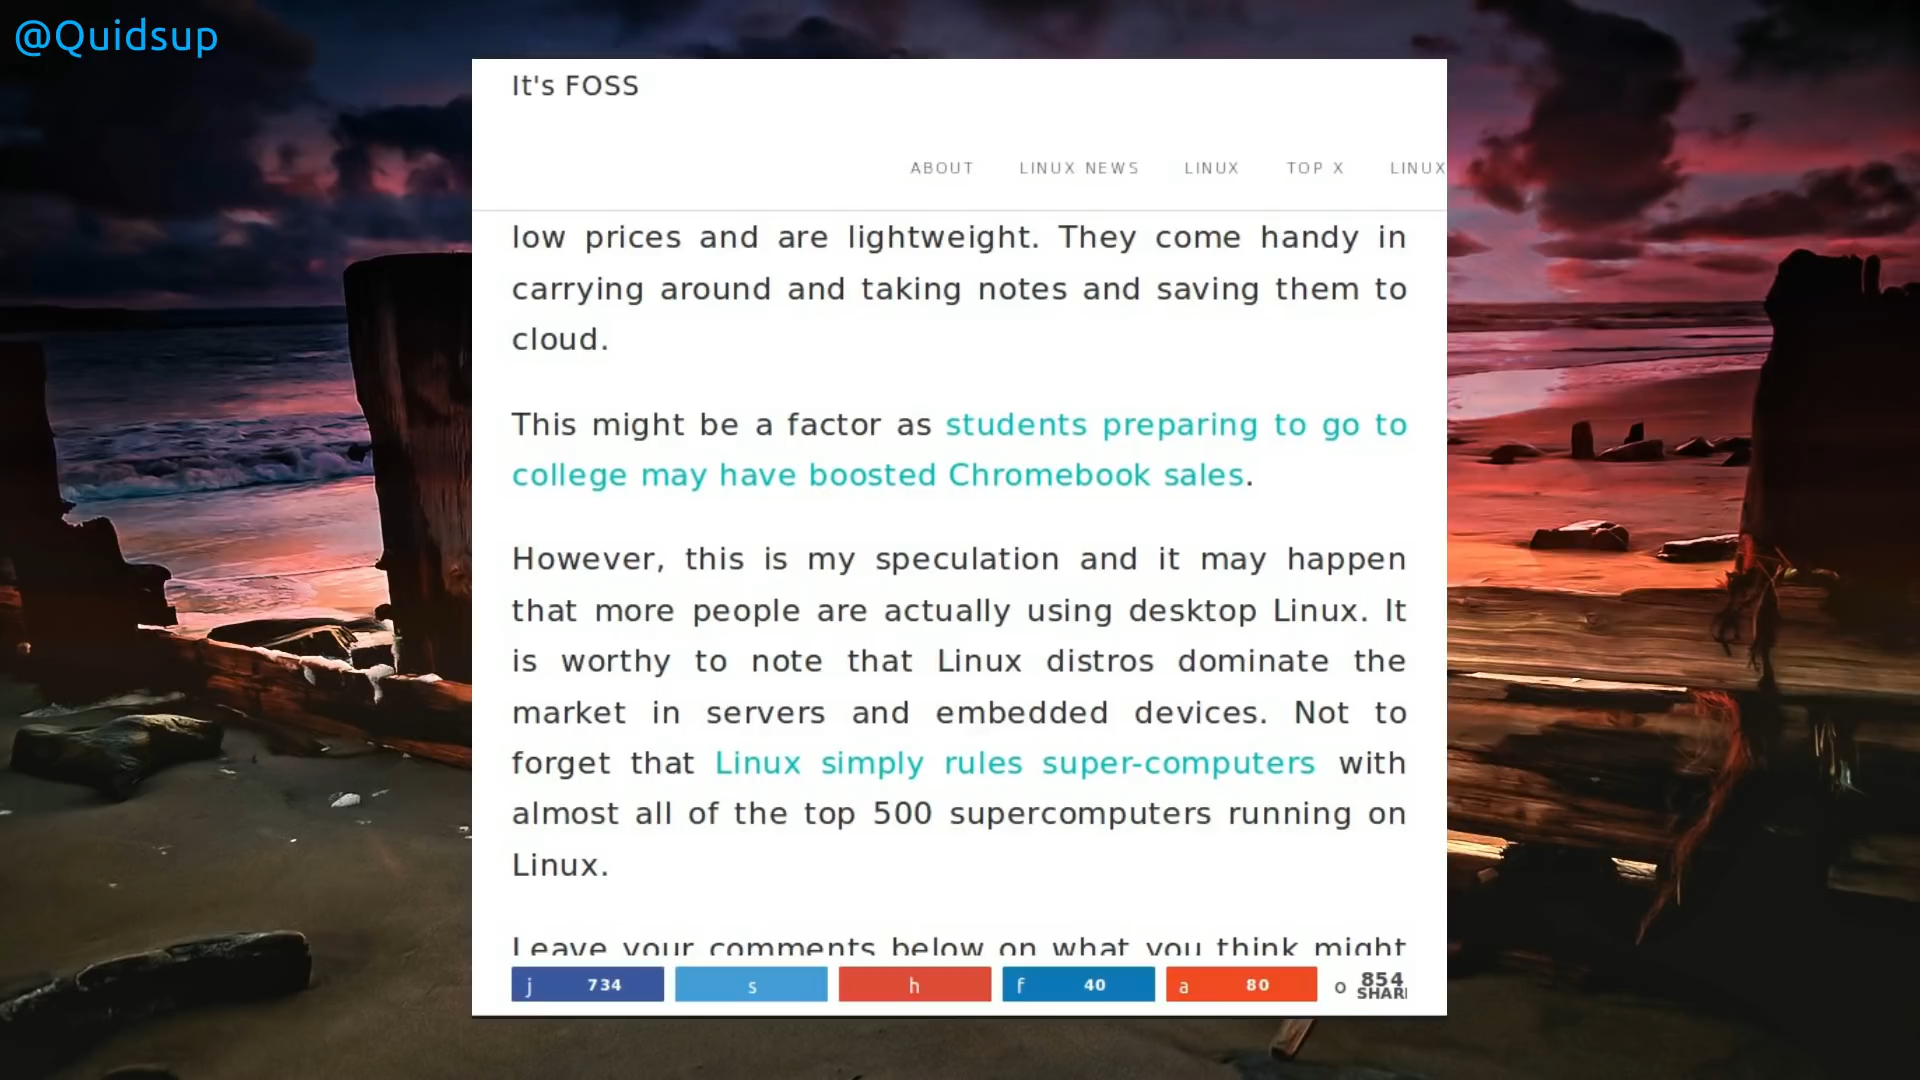 @Quidsup
It's FOSS
ABOUT LINUX NEWS LINUX TOP X LINUX
low prices and are lightweight. They come handy in
carrying around and taking notes and saving them to
cloud.
This might be a factor as students preparing to go to
college may have boosted Chromebook sales.
However, this is my speculation and it may happen
that more people are actually using desktop Linux. It
is worthy to note that Linux distros dominate the
market in servers and embedded devices. Not to
forget that Linux simply rules super-computers with
almost all of the top 500 supercomputers running on
Linux.
Leave your comments below on what you think might
j 734 s h f 40 a 80 o 854
SHAR